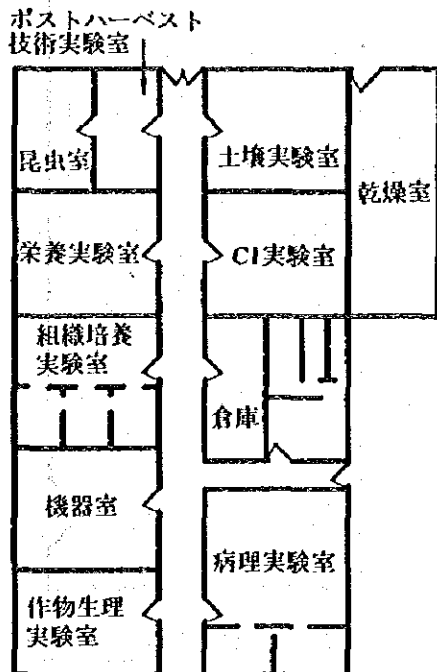 ポストハーベスト
技術実験室
昆虫室
土壌実験室
乾燥室
栄養実験室
CI実験室
組織培養
実験室
倉庫
機器室
病理実験室
作物生理
実験室